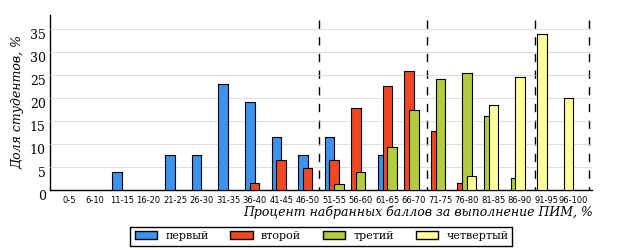 Доля студентов, %
35
30
25
20
15
10
5
0
0-5 6-10 11-15 16-20 21-25 26-30 31-35 36-40 41-45 46-50 51-55 56-60 61-65 66-70 71-75 76-80 81-85 86-90 91-95 96-100
Процент набранных баллов за выполнение ПИМ, %
первый второй третий четвертый